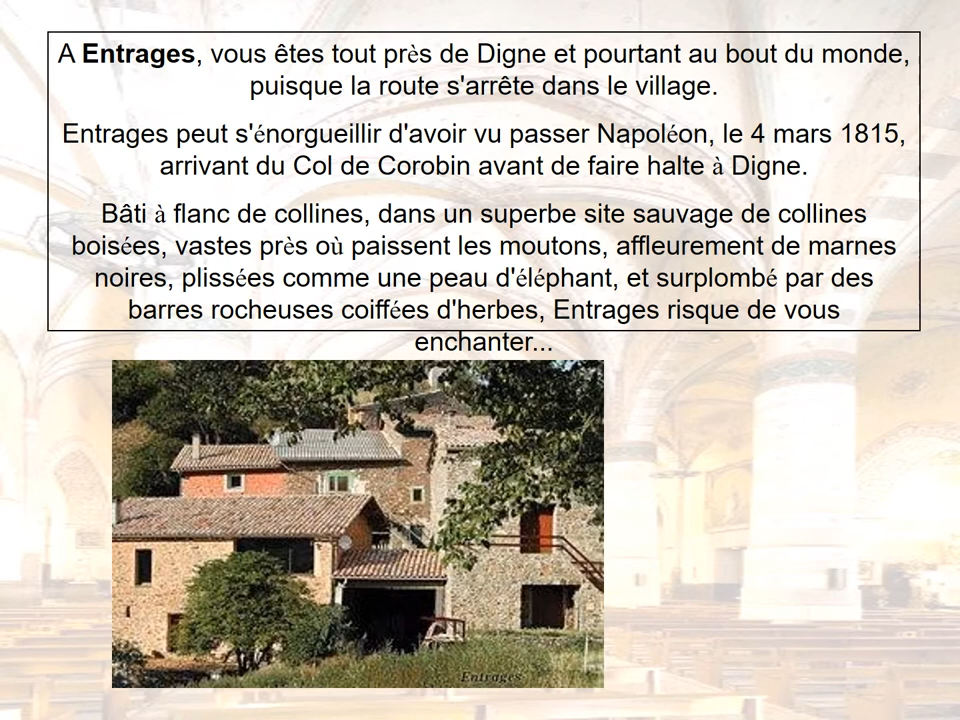 A Entrages, vous êtes tout près de Digne et pourtant au bout du monde,
puisque la route s'arrête dans le village.
Entrages peut s'énorgueillir d'avoir vu passer Napoléon, le 4 mars 1815,
arrivant du Col de Corobin avant de faire halte à Digne.
Bâti à flanc de collines, dans un superbe site sauvage de collines
boisées, vastes près où paissent les moutons, affleurement de marnes
noires, plissées comme une peau d'éléphant, et surplombé par des
barres rocheuses coiffées d'herbes, Entrages risque de vous
enchanter...
Entrages